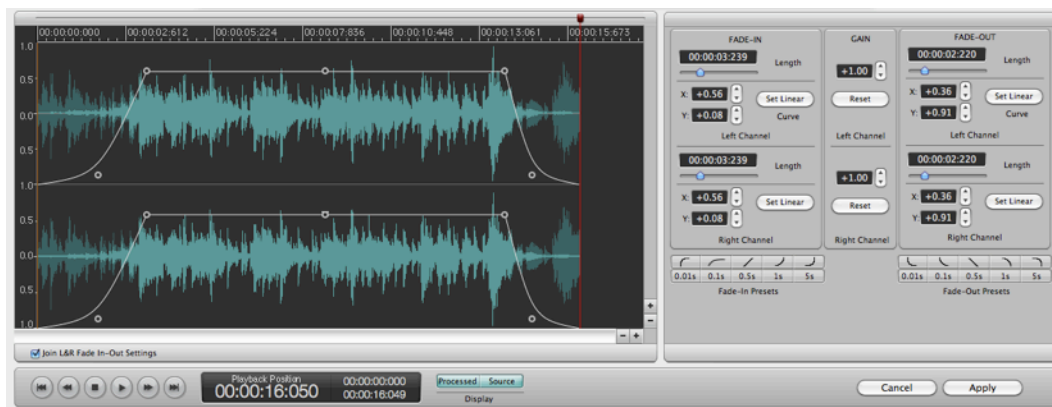 00:00:00:000 00:00:02:612 00:00:05:224 00:00:07:836 00:00:10:448 00:00:13:061 00:00:15:673
1.0
0.5
0.0
0.5
1.0
0.5
0.0
0.5
1.0
Join L&R Fade In-Out Settings
FADE-IN
00:00:03:239
Length
X: +0.56
Set Linear
Y: +0.08
Curve
Left Channel
00:00:03:239
Length
X: +0.56
Set Linear
Y: +0.08
Right Channel
0.01s 0.1s 0.5s 1s 5s
Fade-In Presets
GAIN
+1.00
Reset
Left Channel
+1.00
Reset
Right Channel
FADE-OUT
00:00:02:220
Length
X: +0.36
Set Linear
Y: +0.91
Curve
Left Channel
00:00:02:220
Length
X: +0.36
Set Linear
Y: +0.91
Right Channel
0.01s 0.1s 0.5s 1s 5s
Fade-Out Presets
Playback Position
00:00:16:050
00:00:00:000
00:00:16:049
Processed Source
Display
Cancel Apply